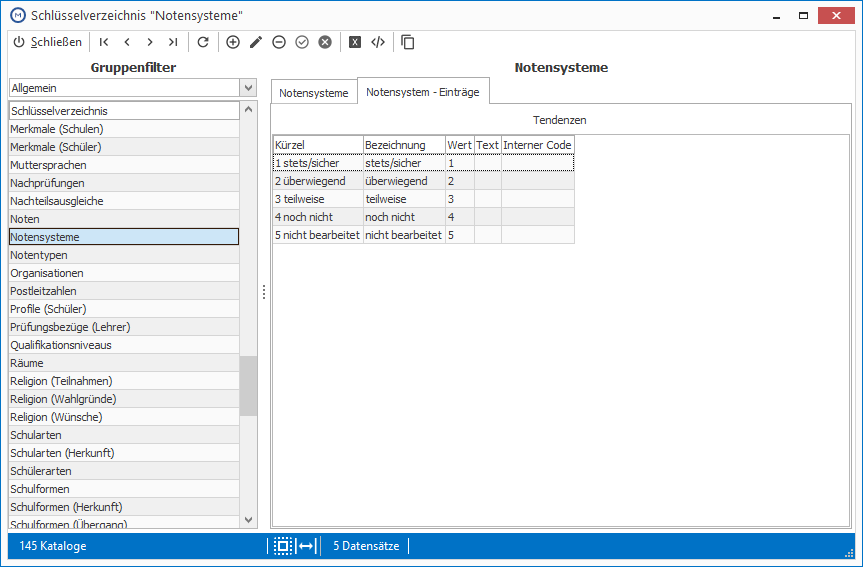 Schlüsselverzeichnis "Notensysteme"
Schließen
Gruppenfilter
Allgemein
Schlüsselverzeichnis
Merkmale (Schulen)
Merkmale (Schüler)
Muttersprachen
Nachprüfungen
Nachteilsausgleiche
Noten
Notensysteme
Notentypen
Organisationen
Postleitzahlen
Profile (Schüler)
Prüfungsbezüge (Lehrer)
Qualifikationsniveaus
Räume
Religion (Teilnahmen)
Religion (Wahlgründe)
Religion (Wünsche)
Schularten
Schularten (Herkunft)
Schülerarten
Schulformen
Schulformen (Herkunft)
Schulformen (Übergang)
Notensysteme
Notensysteme Notensystem - Einträge
Tendenzen
Kürzel Bezeichnung Wert Text Interner Code
1 stets/sicher stets/sicher 1
2 überwiegend überwiegend 2
3 teilweise teilweise 3
4 noch nicht noch nicht 4
5 nicht bearbeitet nicht bearbeitet 5
145 Kataloge 5 Datensätze